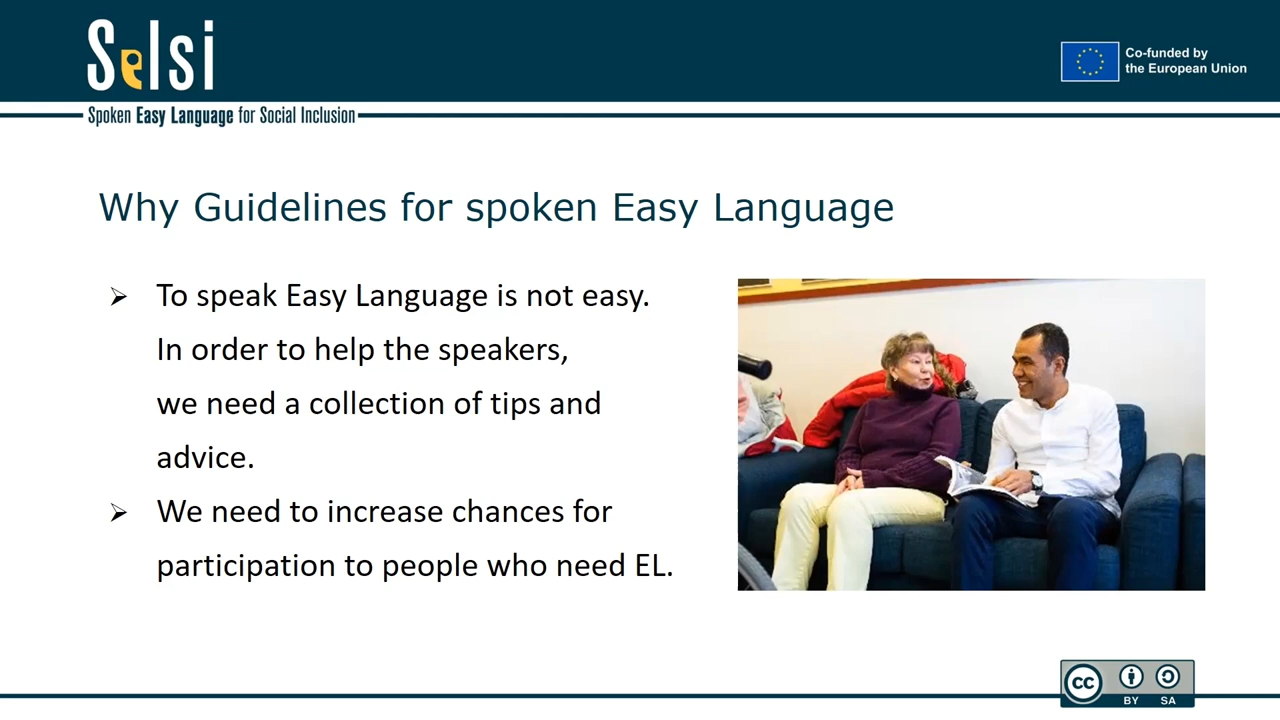 Selsi
Spoken Easy Language for Social Inclusion
Co-funded by
the European Union
Why Guidelines for spoken Easy Language
To speak Easy Language is not easy.
In order to help the speakers,
we need a collection of tips and
advice.
We need to increase chances for
participation to people who need EL.
CC BY SA